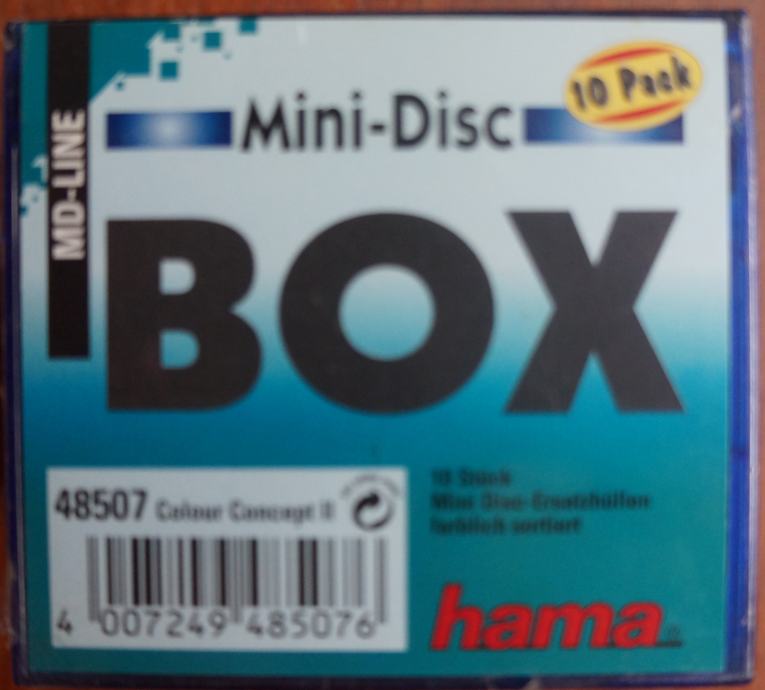 10 Pack
Mini-Disc
MD-LINE
BOX
10 Stück
Mini Disc-Ersatzhüllen
farblich sortiert
48507 Colour Concept II
4 007249 485076
hama